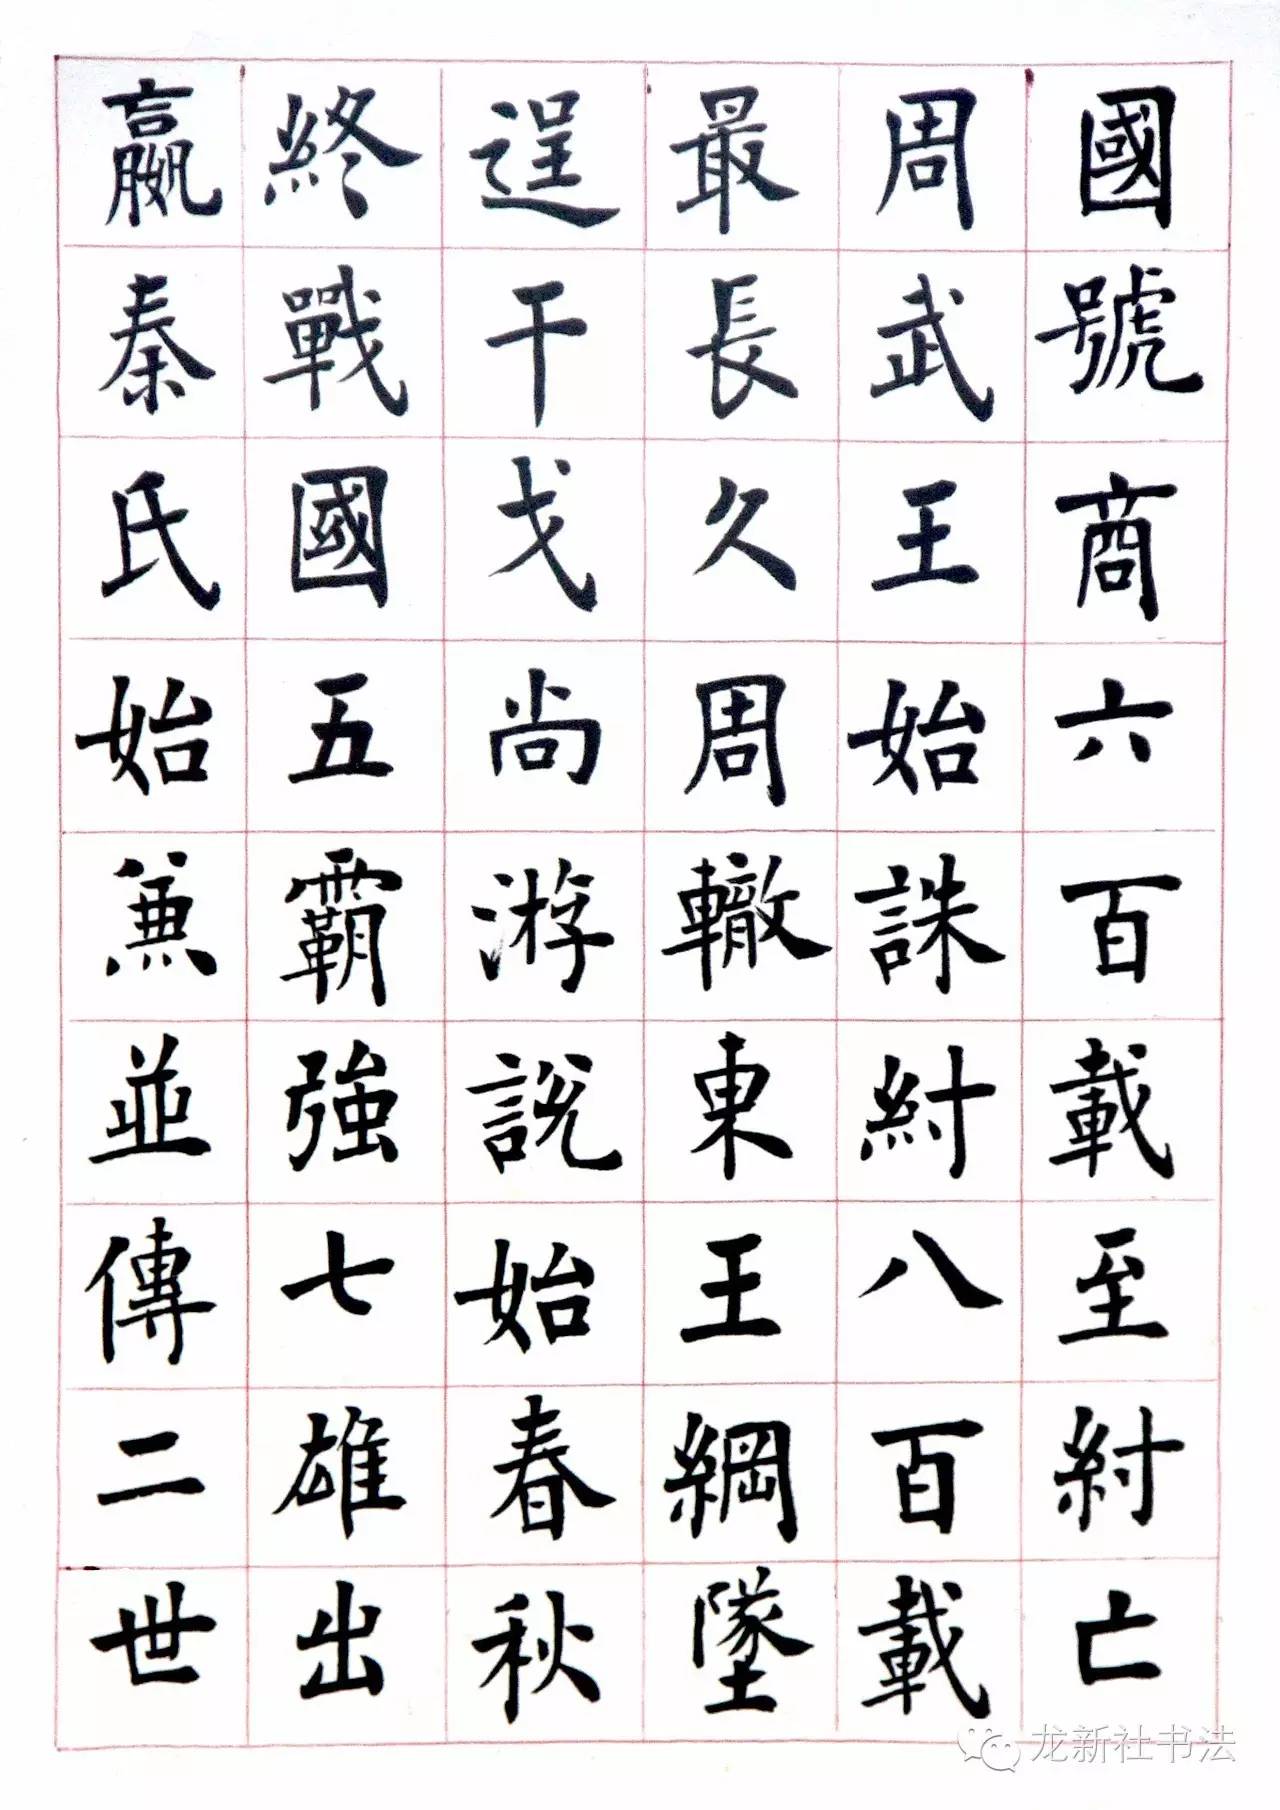 國號商六百載至紂亡
周武王始誅紂八百載
最長久周轍東王綱墜
逞干戈尚游說始春秋
終戰國五霸強七雄出
嬴秦氏始兼並傳二世
龙新社书法